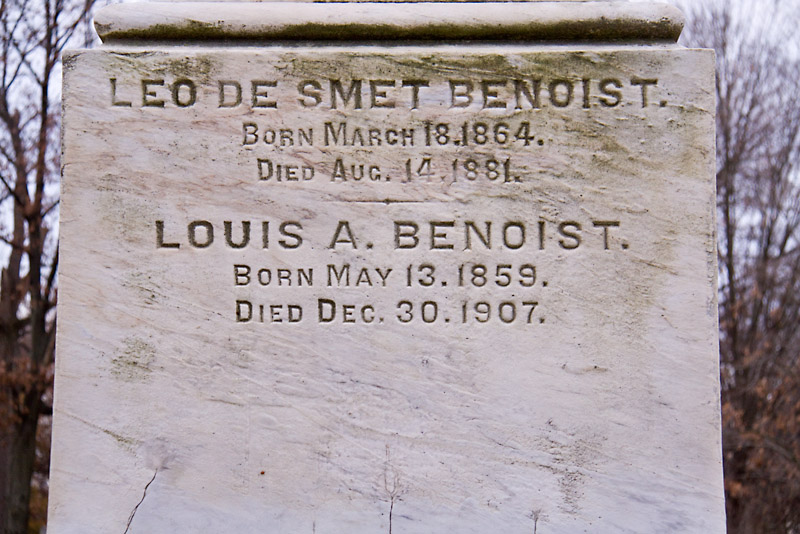 LEO DE SMET BENOIST.
BORN MARCH 18.1864.
DIED AUG. 14.1881.
LOUIS A. BENOIST.
BORN MAY 13.1859.
DIED DEC. 30.1907.